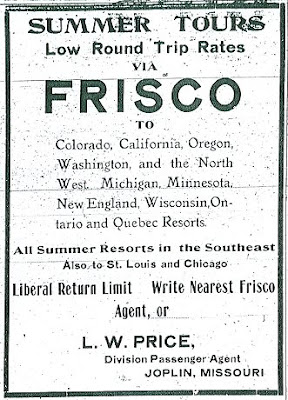 SUMMER TOURS
Low Round Trip Rates
VIA
FRISCO
TO
Colorado, California, Oregon,
Washington, and the North
West, Michigan, Minnesota,
New England, Wisconsin, On-
tario and Quebec Resorts.
All Summer Resorts in the Southeast
Also to St. Louis and Chicago
Liberal Return Limit Write Nearest Frisco
Agent, or
L. W. PRICE,
Division Passenger Agent
JOPLIN, MISSOURI